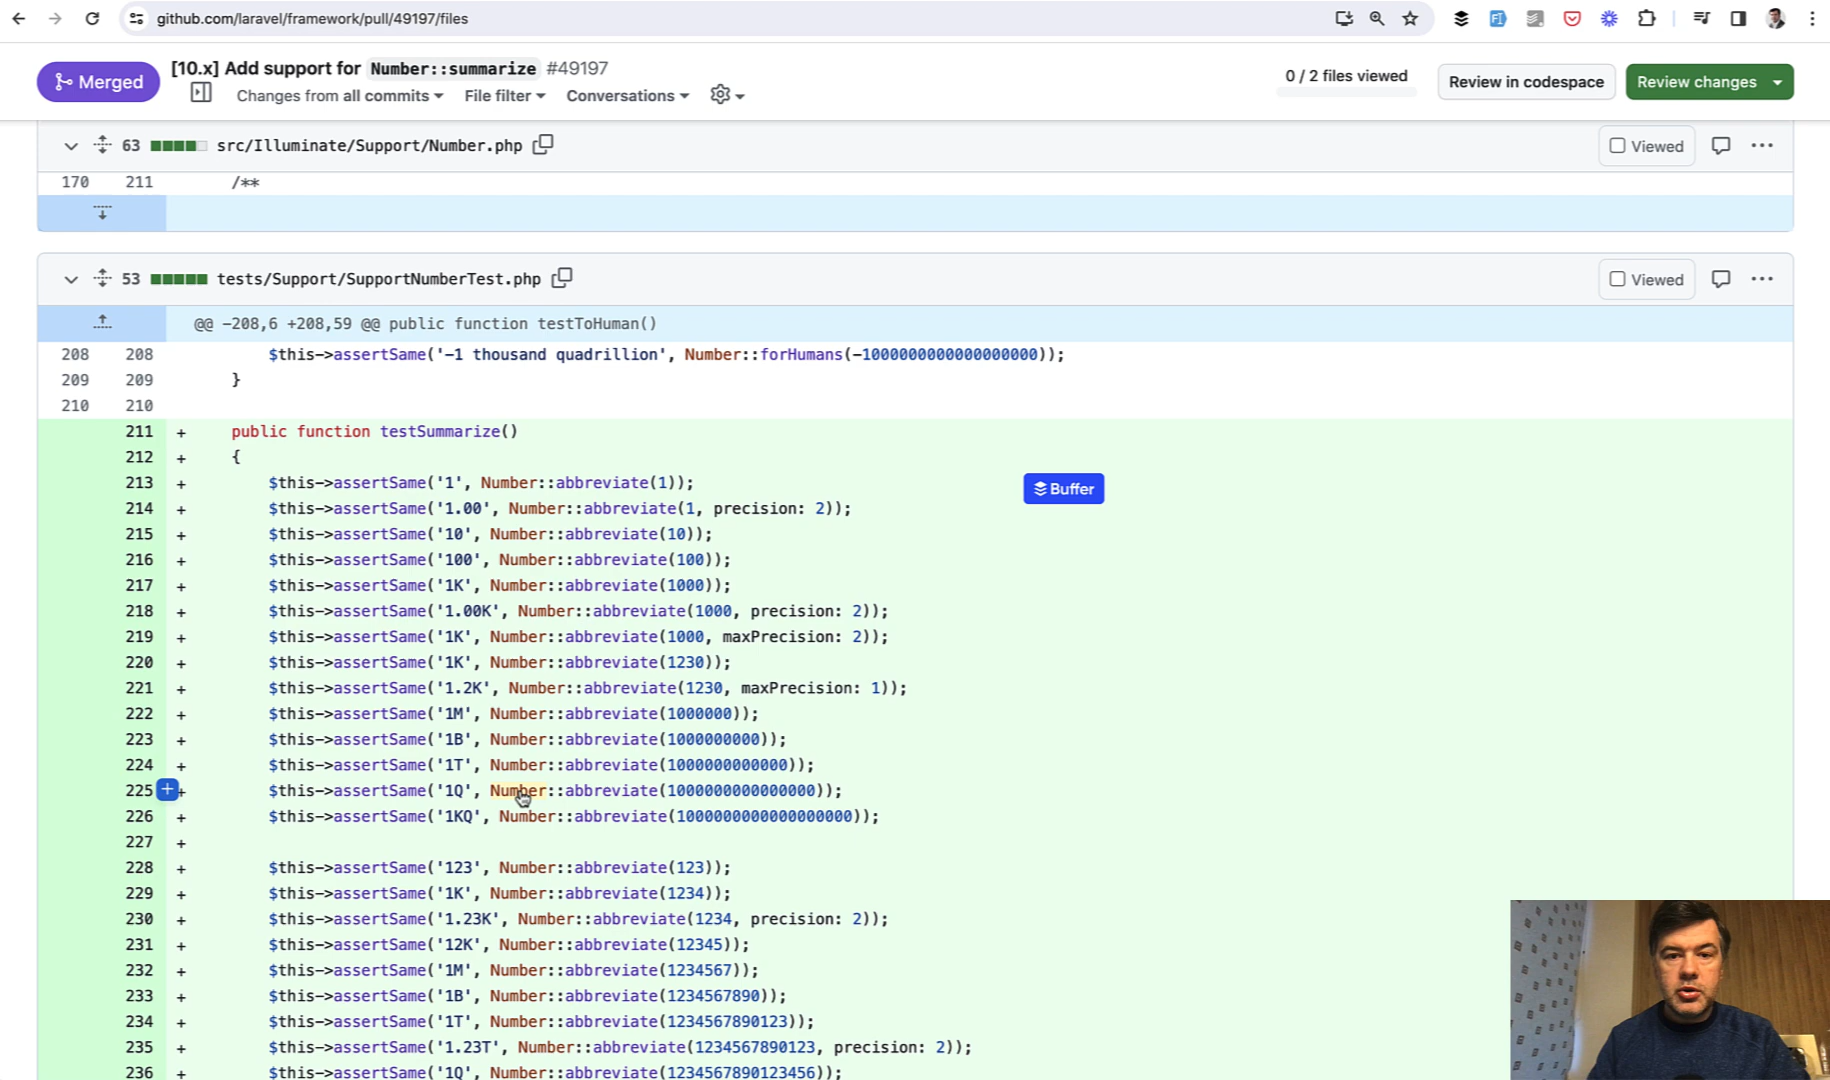 github.com/laravel/framework/pull/49197/files
Merged
[10.x] Add support for Number::summarize #49197
Changes from all commits
File filter
Conversations
0 / 2 files viewed
Review in codespace
Review changes
63 src/Illuminate/Support/Number.php
Viewed
170 211 /**
53 tests/Support/SupportNumberTest.php
Viewed
@@ -208,6 +208,59 @@ public function testToHuman()
208 208 $this->assertSame('-1 thousand quadrillion', Number::forHumans(-1000000000000000000));
209 209 }
210 210
211 + public function testSummarize()
212 + {
213 + $this->assertSame('1', Number::abbreviate(1));
Buffer
214 + $this->assertSame('1.00', Number::abbreviate(1, precision: 2));
215 + $this->assertSame('10', Number::abbreviate(10));
216 + $this->assertSame('100', Number::abbreviate(100));
217 + $this->assertSame('1K', Number::abbreviate(1000));
218 + $this->assertSame('1.00K', Number::abbreviate(1000, precision: 2));
219 + $this->assertSame('1K', Number::abbreviate(1000, maxPrecision: 2));
220 + $this->assertSame('1K', Number::abbreviate(1230));
221 + $this->assertSame('1.2K', Number::abbreviate(1230, maxPrecision: 1));
222 + $this->assertSame('1M', Number::abbreviate(1000000));
223 + $this->assertSame('1B', Number::abbreviate(1000000000));
224 + $this->assertSame('1T', Number::abbreviate(1000000000000));
225 + $this->assertSame('1Q', Number::abbreviate(1000000000000000));
226 + $this->assertSame('1KQ', Number::abbreviate(1000000000000000000));
227 +
228 + $this->assertSame('123', Number::abbreviate(123));
229 + $this->assertSame('1K', Number::abbreviate(1234));
230 + $this->assertSame('1.23K', Number::abbreviate(1234, precision: 2));
231 + $this->assertSame('12K', Number::abbreviate(12345));
232 + $this->assertSame('1M', Number::abbreviate(1234567));
233 + $this->assertSame('1B', Number::abbreviate(1234567890));
234 + $this->assertSame('1T', Number::abbreviate(1234567890123));
235 + $this->assertSame('1.23T', Number::abbreviate(1234567890123, precision: 2));
236 + $this->assertSame('1Q', Number::abbreviate(1234567890123456));